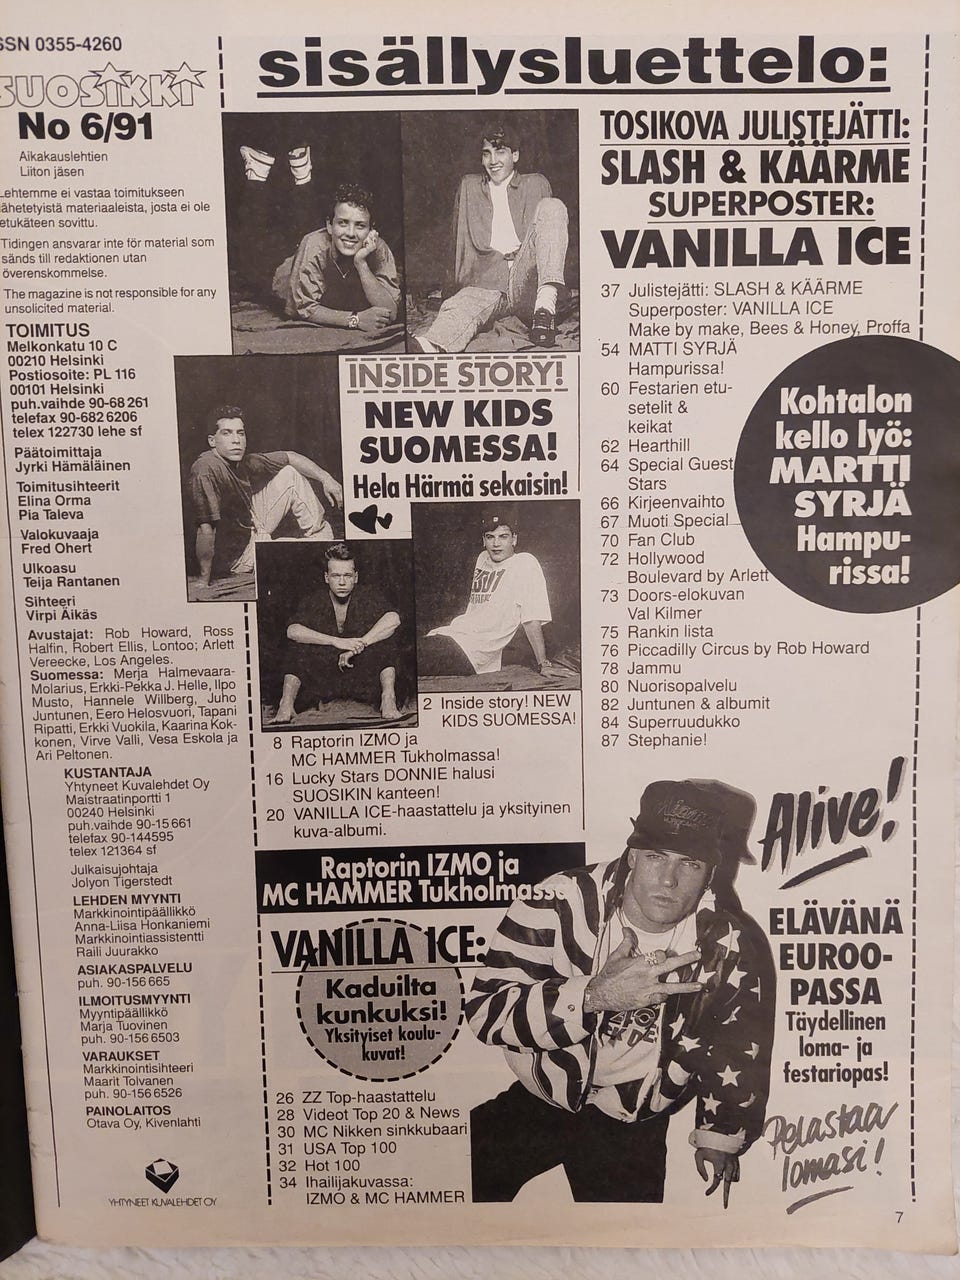 SSN 0355-4260
SUOSIKKI
No 6/91
Aikakauslehtien
Liiton jäsen
Lehtemme ei vastaa toimitukseen
lähetetyistä materiaaleista, josta ei ole
etukäteen sovittu.
Tidingen ansvarar inte för material som
sänds till redaktionen utan
överenskommelse.
The magazine is not responsible for any
unsolicited material.
TOIMITUS
Melkonkatu 10 C
00210 Helsinki
Postiosoite: PL 116
00101 Helsinki
puh.vaihde 90-68 261
telefax 90-682 6206
telex 122730 lehe sf
Päätoimittaja
Jyrki Hämäläinen
Toimitusihteerit
Elina Orma
Pia Taleva
Valokuvaaja
Fred Ohert
Ulkoasu
Teija Rantanen
Sihteeri
Virpi Äikäs
Avustajat: Rob Howard, Ross
Halfin, Robert Ellis, Lontoo; Arlett
Vereecke, Los Angeles.
Suomessa: Merja Halmevaara-
Molarius, Erkki-Pekka J. Helle, Ilpo
Musto, Hannele Willberg, Juho
Juntunen, Eero Helosvuori, Tapani
Ripatti, Erkki Vuokila, Kaarina Kok-
konen, Virve Valli, Vesa Eskola ja
Ari Peltonen.
KUSTANTAJA
Yhtyneet Kuvalehdet Oy
Maistraatinportti 1
00240 Helsinki
puh.vaihde 90-15 661
telefax 90-144595
telex 121364 sf
Julkaisujohtaja
Jolyon Tigerstedt
LEHDEN MYYNTI
Markkinointipäällikkö
Anna-Liisa Honkaniemi
Markkinointiassistentti
Raili Juurakko
ASIAKASPALVELU
puh. 90-156 665
ILMOITUSMYYNTI
Myyntipäällikkö
Marja Tuovinen
puh. 90-156 6503
VARAUKSET
Markkinointisihteeri
Maarit Tolvanen
puh. 90-156 6526
PAINOLAITOS
Otava Oy, Kivenlahti
YHTYNEET KUVALEHDET OY
sisällysluettelo:
INSIDE STORY!
NEW KIDS
SUOMESSA!
Hela Härmä sekaisin!
2 Inside story! NEW
KIDS SUOMESSA!
8 Raptorin IZMO ja
MC HAMMER Tukholmassa!
16 Lucky Stars DONNIE halusi
SUOSIKIN kanteen!
20 VANILLA ICE-haastattelu ja yksityinen
kuva-albumi.
Raptorin IZMO ja
MC HAMMER Tukholmassa
VANILLA ICE:
Kaduilta
kunkuksi!
Yksityiset koulu-
kuvat!
26 ZZ Top-haastattelu
28 Videot Top 20 & News
30 MC Nikken sinkkubaari
31 USA Top 100
32 Hot 100
34 Ihailijakuvassa:
IZMO & MC HAMMER
TOSIKOVA JULISTEJÄTTI:
SLASH & KÄÄRME
SUPERPOSTER:
VANILLA ICE
37 Julistejätti: SLASH & KÄÄRME
Superposter: VANILLA ICE
Make by make, Bees & Honey, Proffa
54 MATTI SYRJÄ
Hampurissa!
60 Festarien etu-
setelit &
keikat
62 Hearthill
64 Special Guest
Stars
66 Kirjeenvaihto
67 Muoti Special
70 Fan Club
72 Hollywood
Boulevard by Arlett
73 Doors-elokuvan
Val Kilmer
75 Rankin lista
76 Piccadilly Circus by Rob Howard
78 Jammu
80 Nuorisopalvelu
82 Juntunen & albumit
84 Superruudukko
87 Stephanie!
Kohtalon
kello lyö:
MARTTI
SYRJÄ
Hampu-
rissa!
Alive!
ELÄVÄNÄ
EUROO-
PASSA
Täydellinen
loma- ja
festariopas!
Pelastaa
lomasi!
7